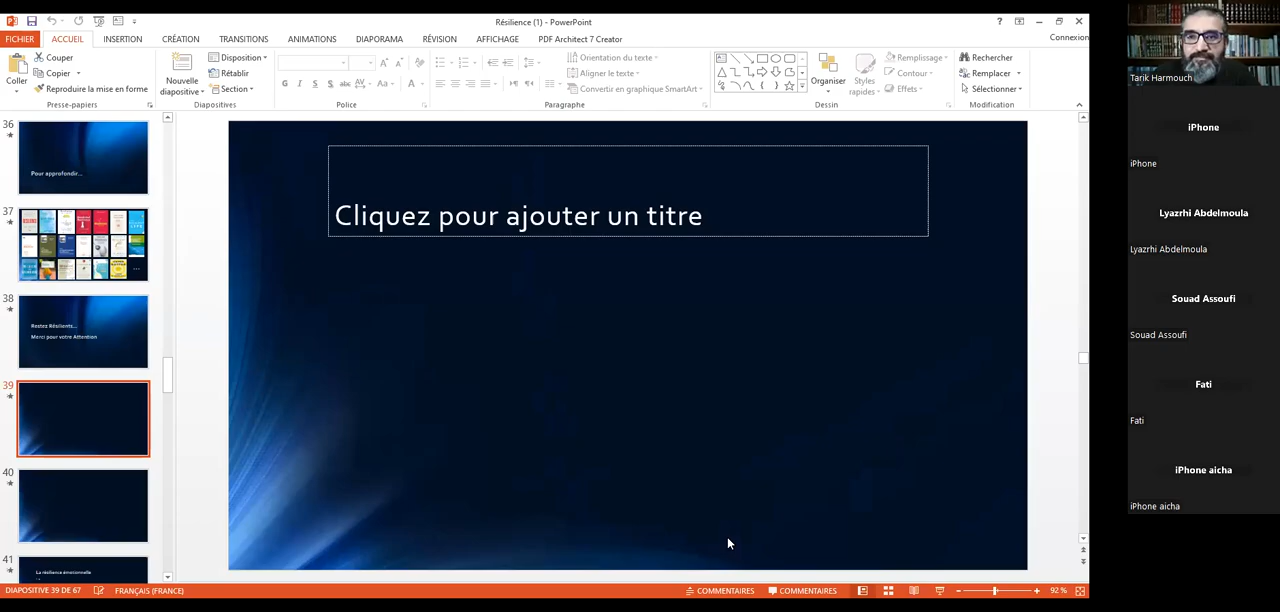 Résilience (1) - PowerPoint
FICHIER ACCUEIL INSERTION CRÉATION TRANSITIONS ANIMATIONS DIAPORAMA RÉVISION AFFICHAGE PDF Architect 7 Creator Connexion
Coller
Couper
Copier
Reproduire la mise en forme
Presse-papiers
Nouvelle
diapositive
Disposition
Rétablir
Section
Diapositives
G I S S abc AV Aa A
Police
Orientation du texte
Aligner le texte
Convertir en graphique SmartArt
Paragraphe
Organiser
Styles
rapides
Remplissage
Contour
Effets
Dessin
Rechercher
Remplacer
Sélectionner
Modification
36
Pour approfondir...
37
38
Restez Résilients...
Merci pour votre Attention
39
40
41
La résilience émotionnelle
Cliquez pour ajouter un titre
DIAPOSITIVE 39 DE 67 FRANÇAIS (FRANCE) COMMENTAIRES COMMENTAIRES 92 %
Tarik Harmouch
iPhone
iPhone
Lyazrhi Abdelmoula
Lyazrhi Abdelmoula
Souad Assoufi
Souad Assoufi
Fati
Fati
iPhone aicha
iPhone aicha